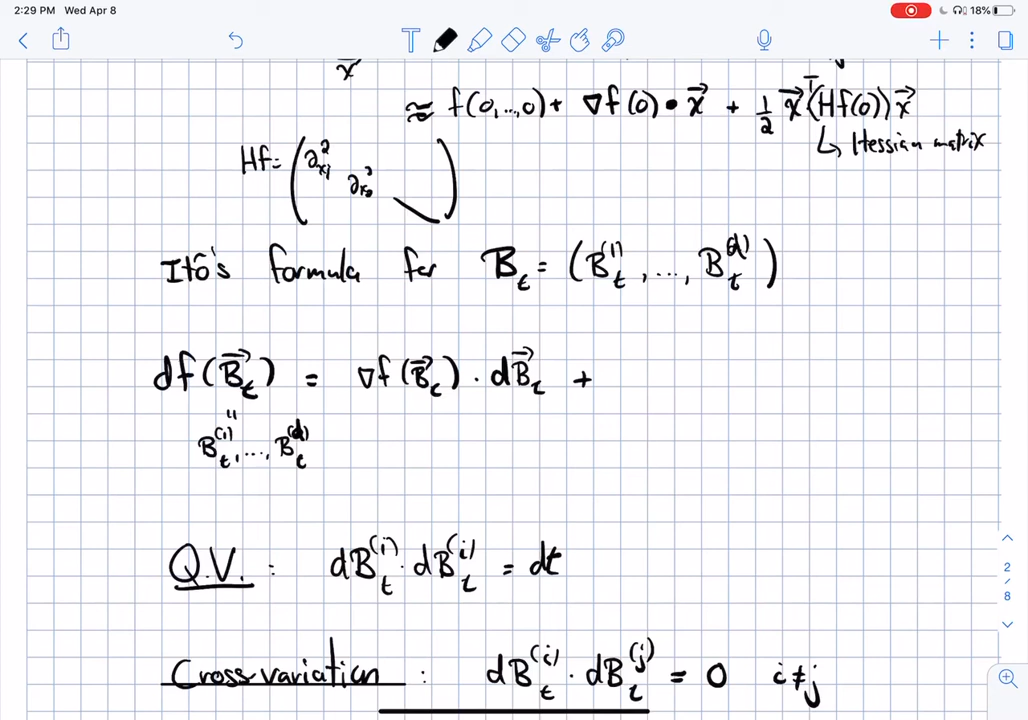 2:29 PM Wed Apr 8
18%
x⃗
≈ f(0,...,0) + ∇f(0) • x⃗ + 1/2 x⃗ᵀ(Hf(0)) x⃗
↳ Hessian matrix
Hf = ( ∂²ₓ₁ ∂²ₓ₂ \ )
Itô's formula for B_t = (B_t^(1), ..., B_t^(d))
df(B⃗_t) = ∇f(B⃗_t) · dB⃗_t +
"
B_t^(1), ..., B_t^(d)
Q.V. : dB_t^(i) · dB_t^(i) = dt
2
/
8
Cross variation : dB_t^(i) · dB_t^(j) = 0 i≠j